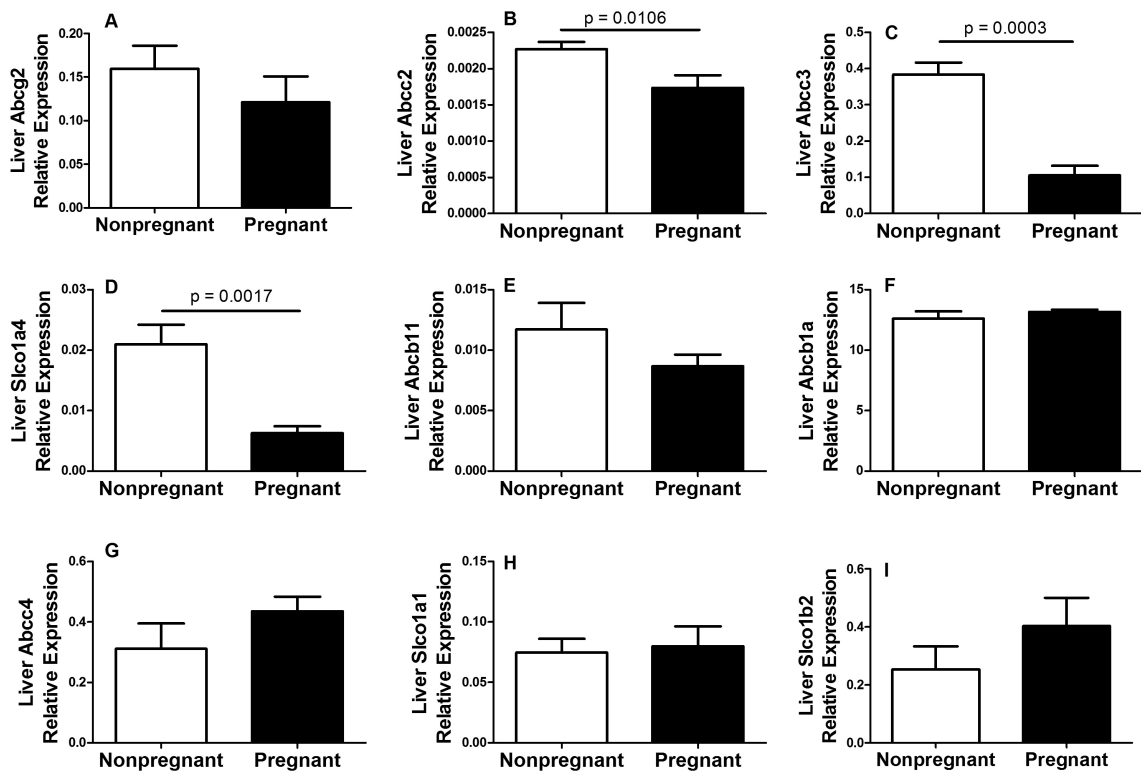 A
Liver Abcg2
Relative Expression
0.20
0.15
0.10
0.05
0.00
Nonpregnant Pregnant
B
p = 0.0106
Liver Abcc2
Relative Expression
0.0025
0.0020
0.0015
0.0010
0.0005
0.0000
Nonpregnant Pregnant
C
p = 0.0003
Liver Abcc3
Relative Expression
0.5
0.4
0.3
0.2
0.1
0.0
Nonpregnant Pregnant
D
p = 0.0017
Liver Slco1a4
Relative Expression
0.03
0.02
0.01
0.00
Nonpregnant Pregnant
E
Liver Abcb11
Relative Expression
0.015
0.010
0.005
0.000
Nonpregnant Pregnant
F
Liver Abcb1a
Relative Expression
15
10
5
0
Nonpregnant Pregnant
G
Liver Abcc4
Relative Expression
0.6
0.4
0.2
0.0
Nonpregnant Pregnant
H
Liver Slco1a1
Relative Expression
0.15
0.10
0.05
0.00
Nonpregnant Pregnant
I
Liver Slco1b2
Relative Expression
0.6
0.4
0.2
0.0
Nonpregnant Pregnant